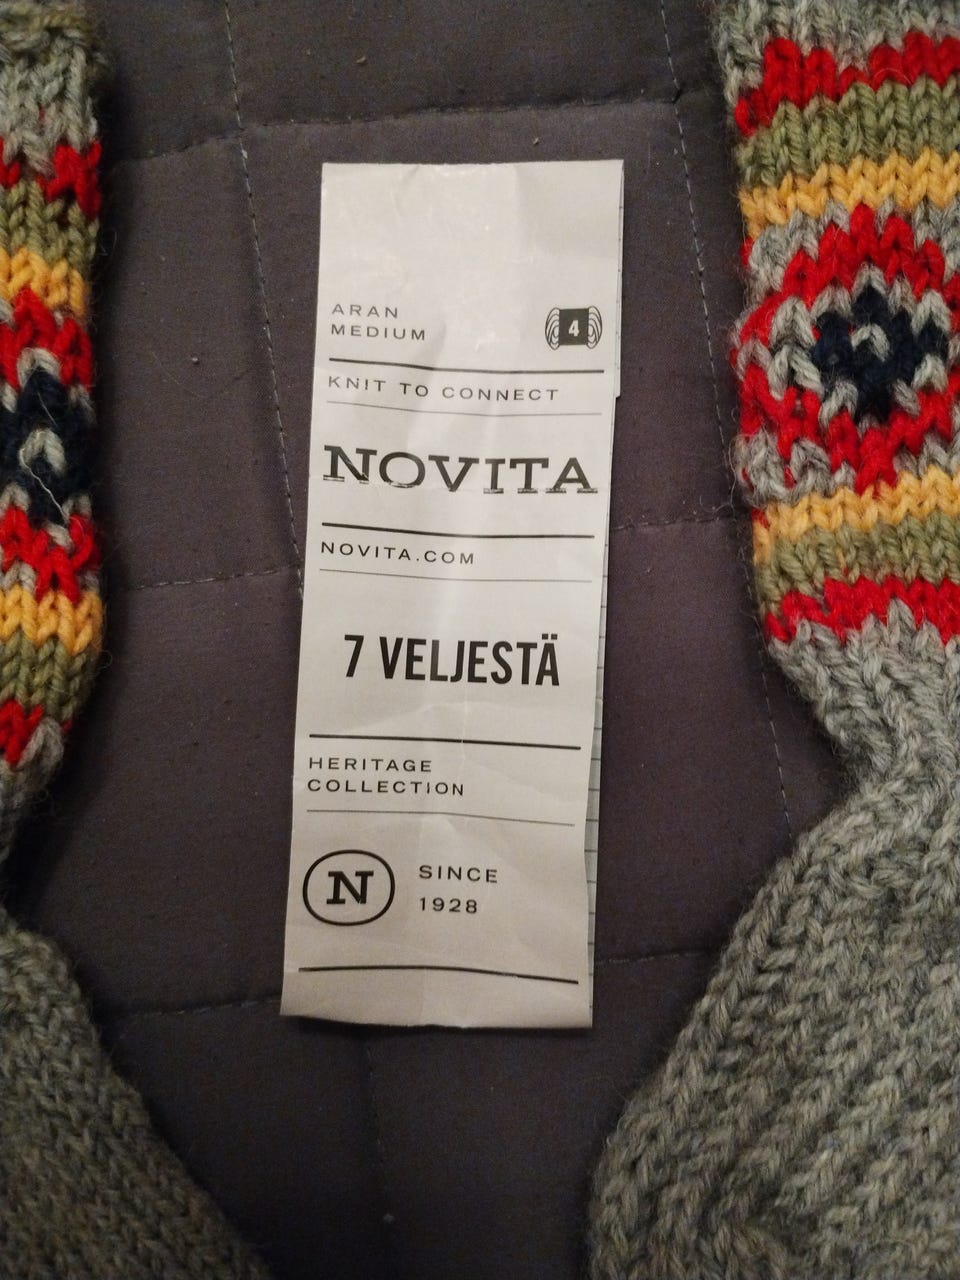 ARAN
MEDIUM
4
KNIT TO CONNECT
NOVITA
NOVITA.COM
7 VELJESTÄ
HERITAGE
COLLECTION
N
SINCE
1928